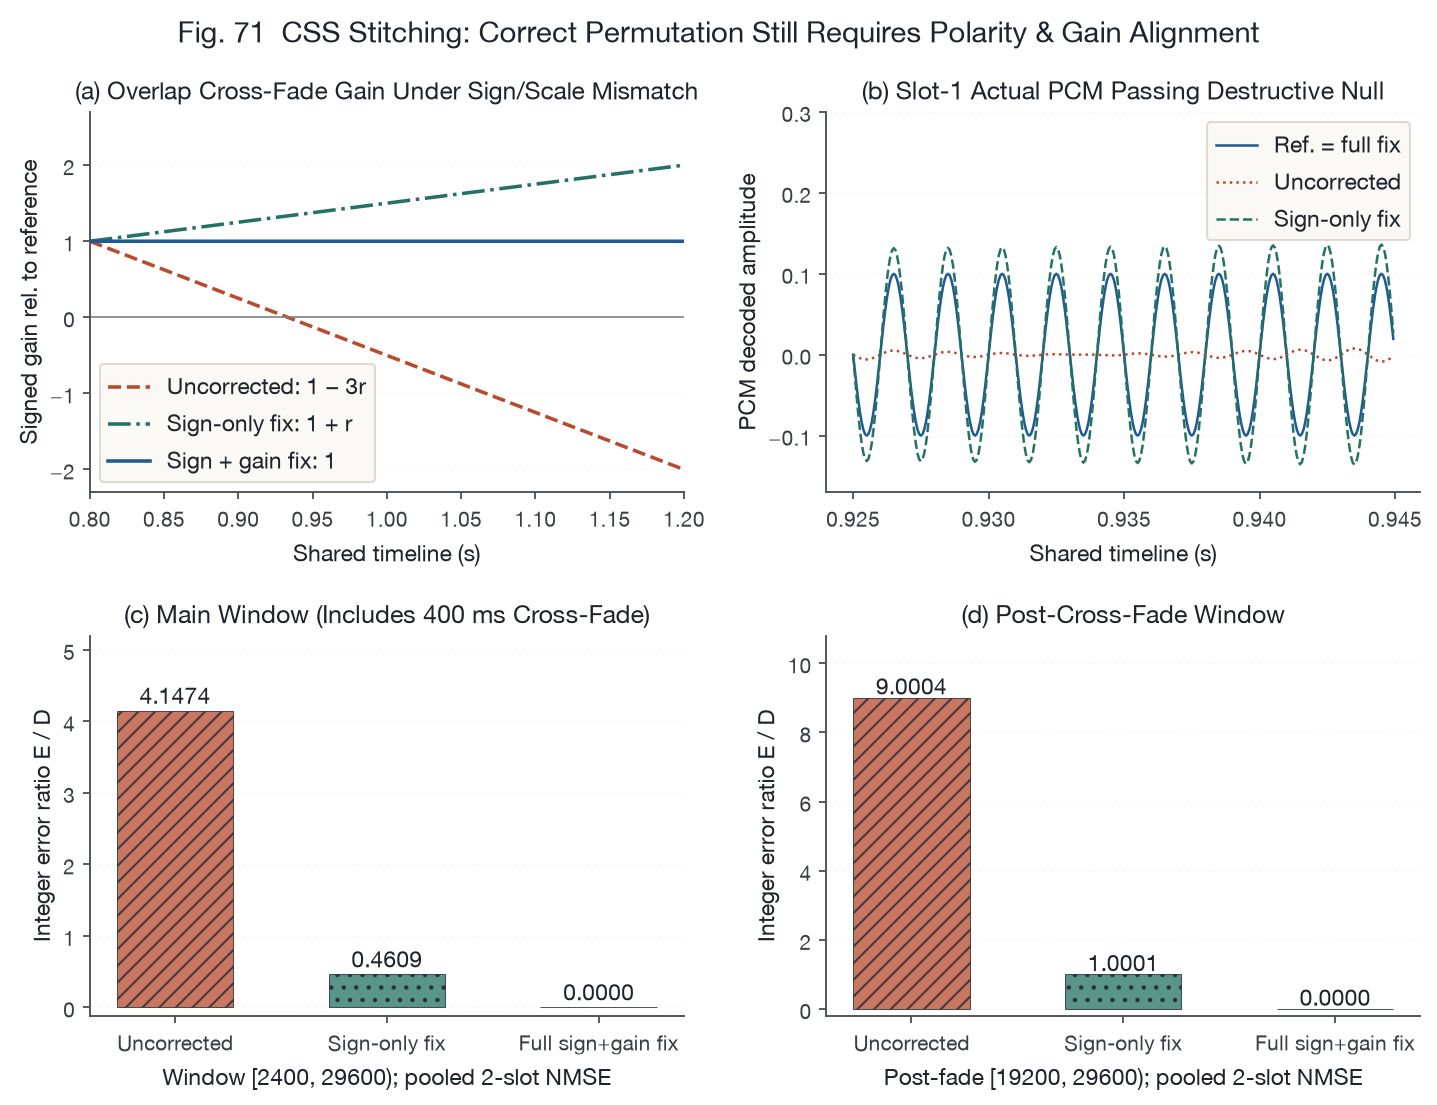 Fig. 71  CSS Stitching: Correct Permutation Still Requires Polarity & Gain Alignment
(a) Overlap Cross-Fade Gain Under Sign/Scale Mismatch
Signed gain rel. to reference
2
1
0
−1
−2
Uncorrected: 1 − 3r
Sign-only fix: 1 + r
Sign + gain fix: 1
0.80 0.85 0.90 0.95 1.00 1.05 1.10 1.15 1.20
Shared timeline (s)
(b) Slot-1 Actual PCM Passing Destructive Null
PCM decoded amplitude
0.3
0.2
0.1
0.0
−0.1
Ref. = full fix
Uncorrected
Sign-only fix
0.925 0.930 0.935 0.940 0.945
Shared timeline (s)
(c) Main Window (Includes 400 ms Cross-Fade)
Integer error ratio E / D
5
4
3
2
1
0
4.1474
0.4609
0.0000
Uncorrected Sign-only fix Full sign+gain fix
Window [2400, 29600); pooled 2-slot NMSE
(d) Post-Cross-Fade Window
Integer error ratio E / D
10
8
6
4
2
0
9.0004
1.0001
0.0000
Uncorrected Sign-only fix Full sign+gain fix
Post-fade [19200, 29600); pooled 2-slot NMSE